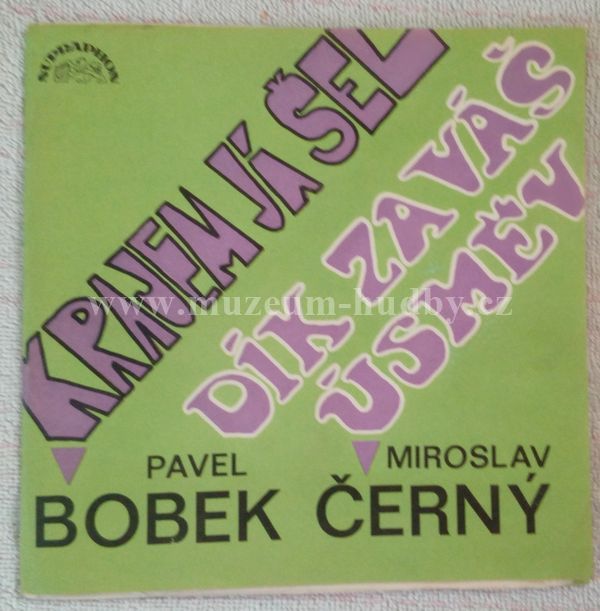 SUPRAPHON
KRAJEM JÁ ŠEL
DÍK ZA VÁŠ
ÚSMĚV
www.muzeum-hudby.cz
PAVEL
BOBEK
MIROSLAV
ČERNÝ